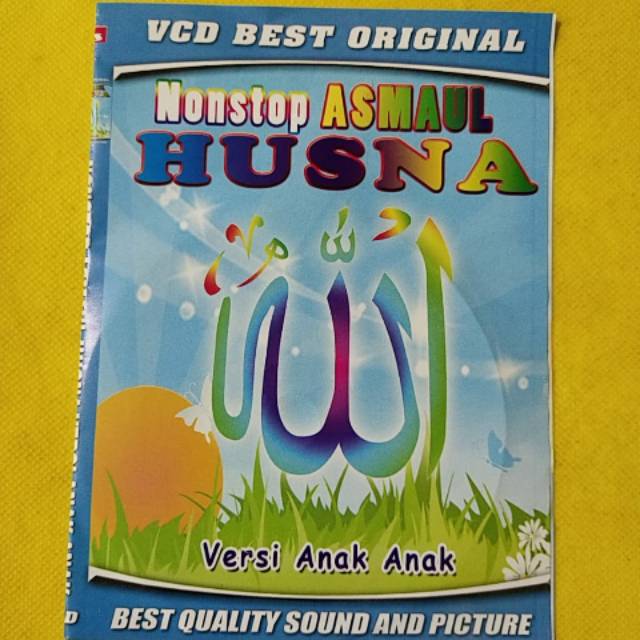 VCD BEST ORIGINAL
Nonstop ASMAUL
HUSNA
الله
Versi Anak Anak
BEST QUALITY SOUND AND PICTURE